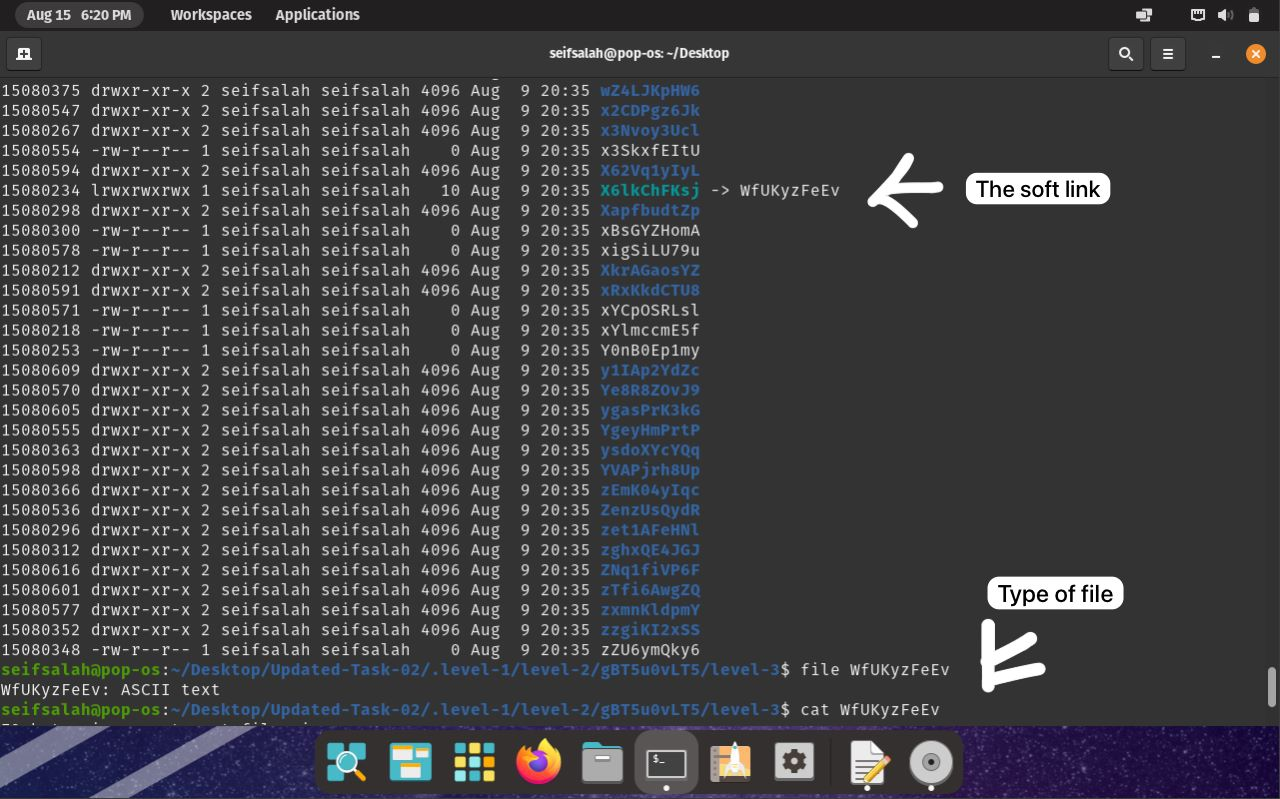 Aug 15 6:20 PM Workspaces Applications
seifsalah@pop-os: ~/Desktop
15080375 drwxr-xr-x 2 seifsalah seifsalah 4096 Aug  9 20:35 wZ4LJKpHW6
15080547 drwxr-xr-x 2 seifsalah seifsalah 4096 Aug  9 20:35 x2CDPgz6Jk
15080267 drwxr-xr-x 2 seifsalah seifsalah 4096 Aug  9 20:35 x3Nvoy3Ucl
15080554 -rw-r--r-- 1 seifsalah seifsalah    0 Aug  9 20:35 x3SkxfEItU
15080594 drwxr-xr-x 2 seifsalah seifsalah 4096 Aug  9 20:35 X62Vq1yIyL
15080234 lrwxrwxrwx 1 seifsalah seifsalah   10 Aug  9 20:35 X6lkChFKsj -> WfUKyzFeEv
The soft link
15080298 drwxr-xr-x 2 seifsalah seifsalah 4096 Aug  9 20:35 XapfbudtZp
15080300 -rw-r--r-- 1 seifsalah seifsalah    0 Aug  9 20:35 xBsGYZHomA
15080578 -rw-r--r-- 1 seifsalah seifsalah    0 Aug  9 20:35 xigSiLU79u
15080212 drwxr-xr-x 2 seifsalah seifsalah 4096 Aug  9 20:35 XkrAGaosYZ
15080591 drwxr-xr-x 2 seifsalah seifsalah 4096 Aug  9 20:35 xRxKkdCTU8
15080571 -rw-r--r-- 1 seifsalah seifsalah    0 Aug  9 20:35 xYCpOSRLsl
15080218 -rw-r--r-- 1 seifsalah seifsalah    0 Aug  9 20:35 xYlmccmE5f
15080253 -rw-r--r-- 1 seifsalah seifsalah    0 Aug  9 20:35 Y0nB0Ep1my
15080609 drwxr-xr-x 2 seifsalah seifsalah 4096 Aug  9 20:35 y1IAp2YdZc
15080570 drwxr-xr-x 2 seifsalah seifsalah 4096 Aug  9 20:35 Ye8R8ZOvJ9
15080605 drwxr-xr-x 2 seifsalah seifsalah 4096 Aug  9 20:35 ygasPrK3kG
15080555 drwxr-xr-x 2 seifsalah seifsalah 4096 Aug  9 20:35 YgeyHmPrtP
15080363 drwxr-xr-x 2 seifsalah seifsalah 4096 Aug  9 20:35 ysdoXYcYQq
15080598 drwxr-xr-x 2 seifsalah seifsalah 4096 Aug  9 20:35 YVAPjrh8Up
15080366 drwxr-xr-x 2 seifsalah seifsalah 4096 Aug  9 20:35 zEmK04yIqc
15080536 drwxr-xr-x 2 seifsalah seifsalah 4096 Aug  9 20:35 ZenzUsQydR
15080296 drwxr-xr-x 2 seifsalah seifsalah 4096 Aug  9 20:35 zet1AFeHNl
15080312 drwxr-xr-x 2 seifsalah seifsalah 4096 Aug  9 20:35 zghxQE4JGJ
15080616 drwxr-xr-x 2 seifsalah seifsalah 4096 Aug  9 20:35 ZNq1fiVP6F
15080601 drwxr-xr-x 2 seifsalah seifsalah 4096 Aug  9 20:35 zTfi6AwgZQ
Type of file
15080577 drwxr-xr-x 2 seifsalah seifsalah 4096 Aug  9 20:35 zxmnKldpmY
15080352 drwxr-xr-x 2 seifsalah seifsalah 4096 Aug  9 20:35 zzgiKI2xSS
15080348 -rw-r--r-- 1 seifsalah seifsalah    0 Aug  9 20:35 zZU6ymQky6
seifsalah@pop-os:~/Desktop/Updated-Task-02/.level-1/level-2/gBT5u0vLT5/level-3$ file WfUKyzFeEv
WfUKyzFeEv: ASCII text
seifsalah@pop-os:~/Desktop/Updated-Task-02/.level-1/level-2/gBT5u0vLT5/level-3$ cat WfUKyzFeEv
$_